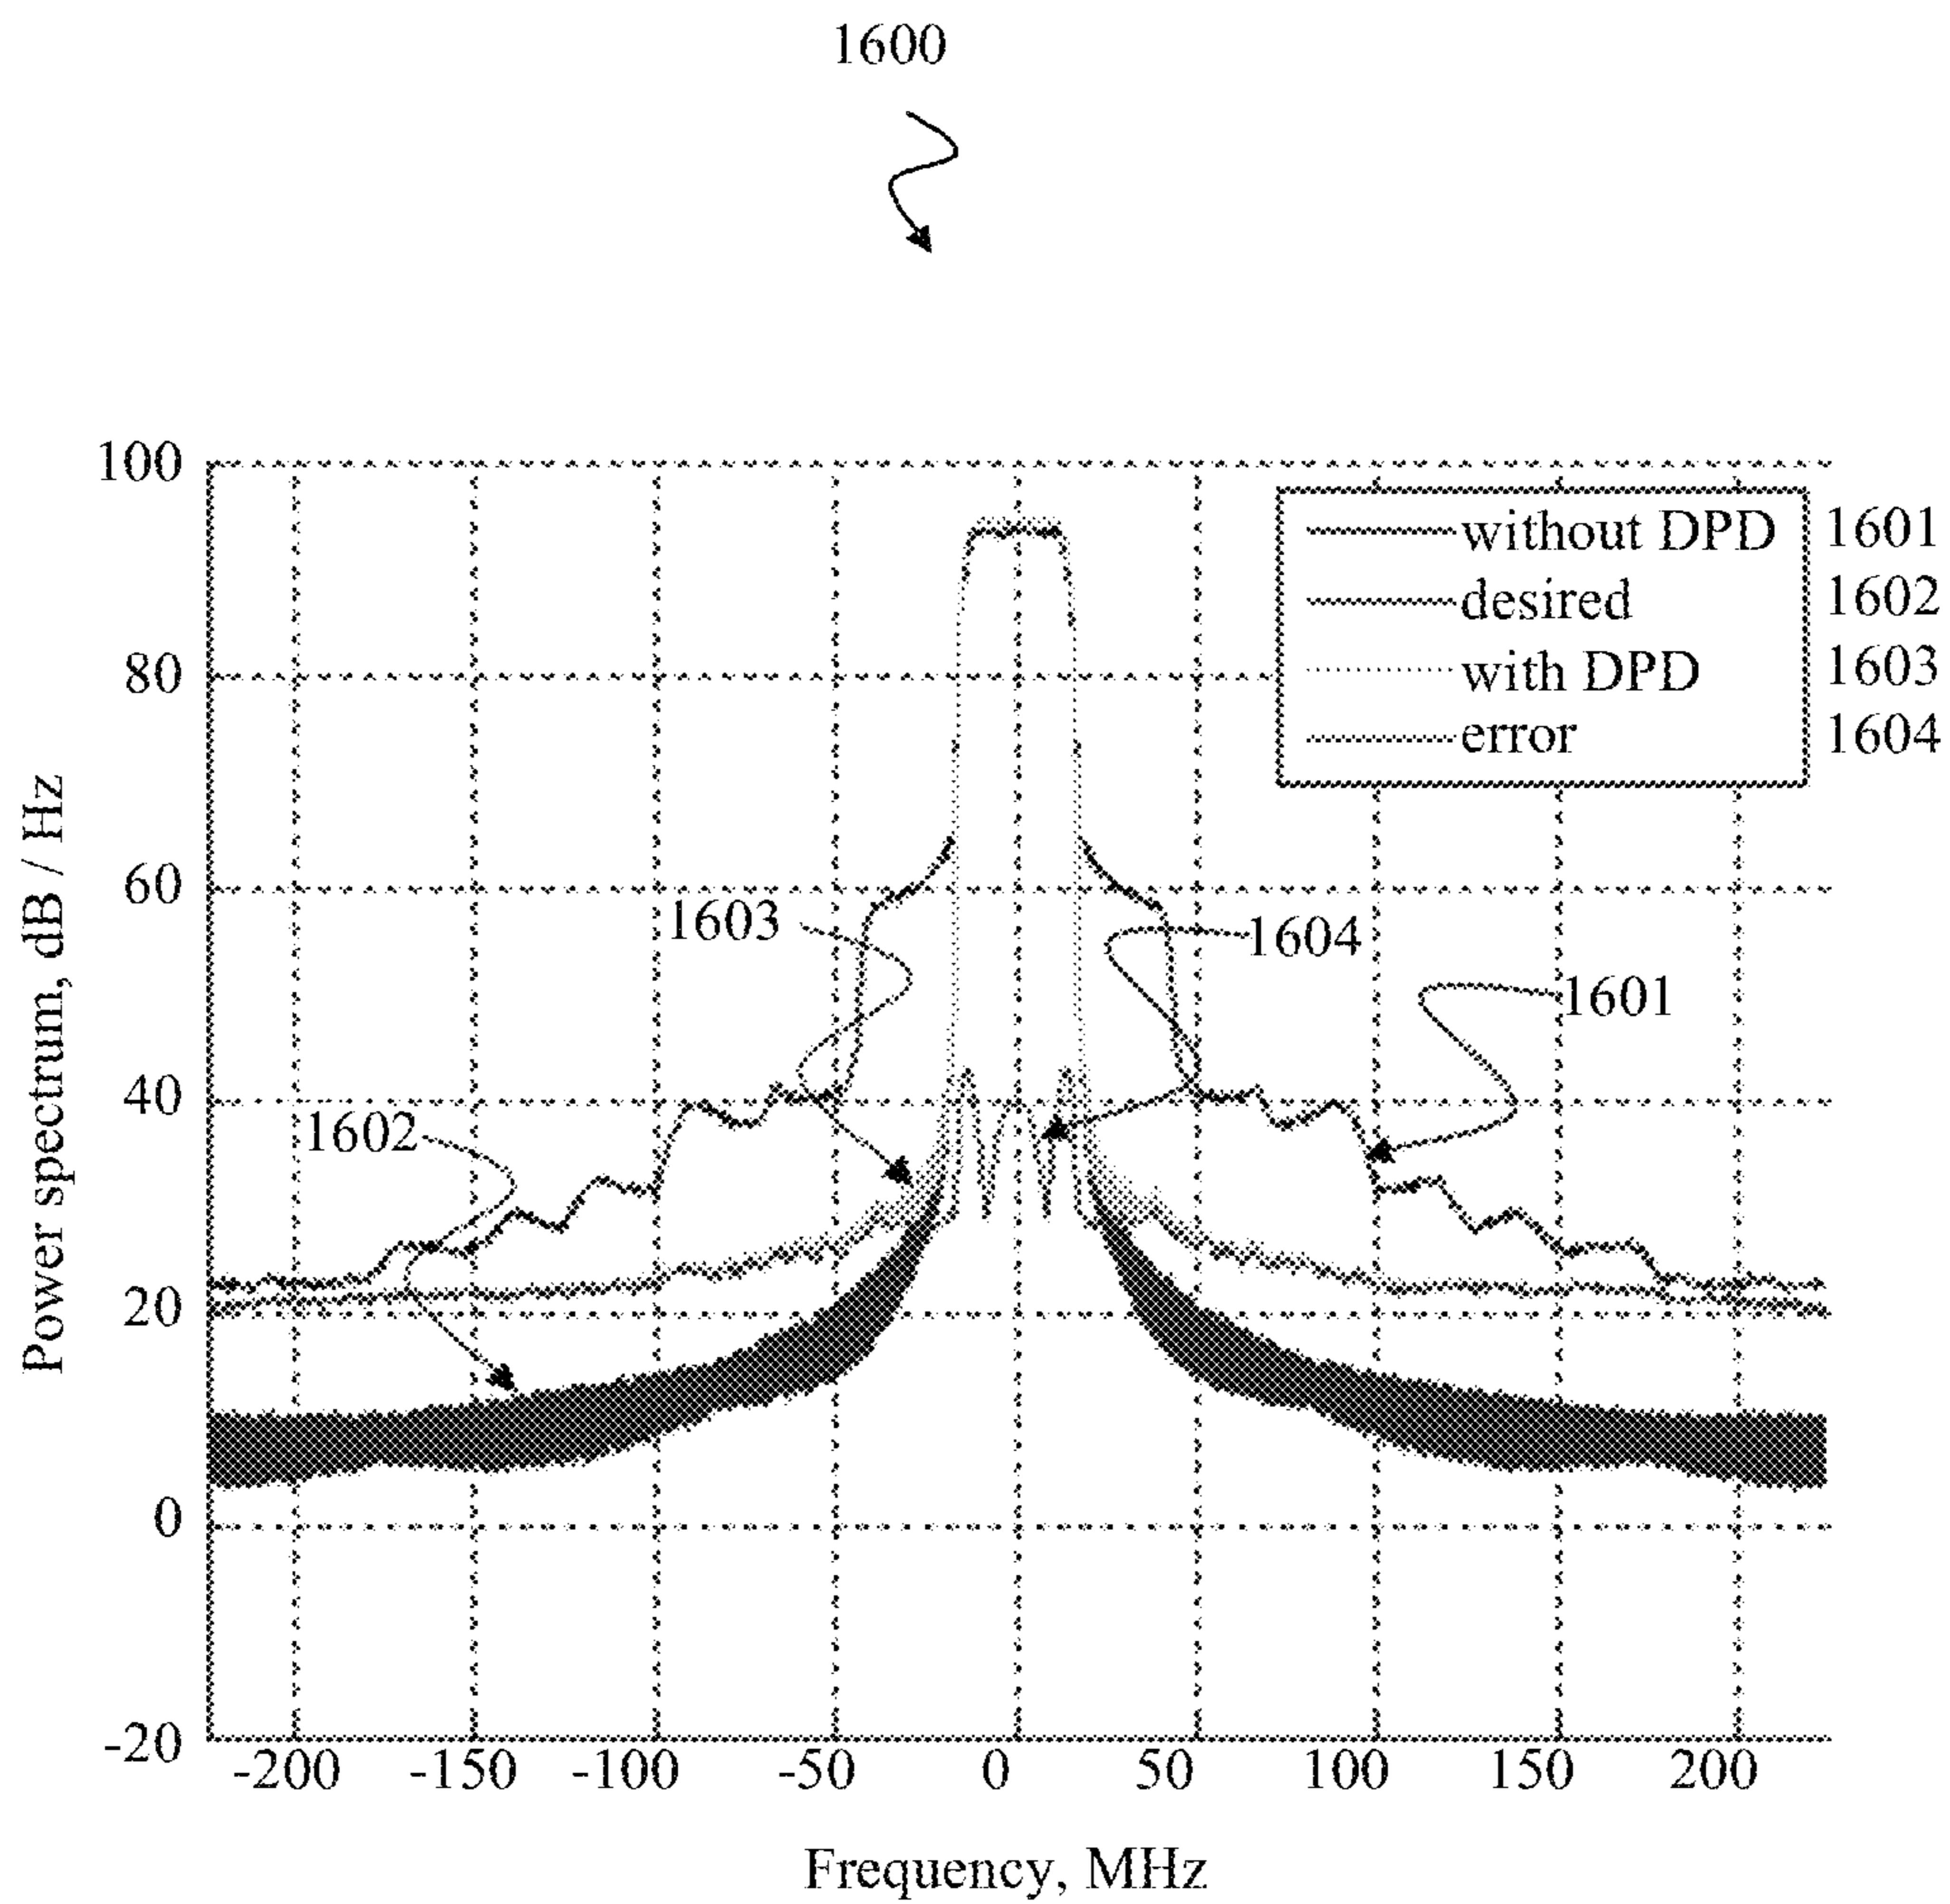 1600
100
80
60
40
20
0
-20
Power spectrum, dB / Hz
without DPD 1601
desired 1602
with DPD 1603
error 1604
1603
1604
1601
1602
-200 -150 -100 -50 0 50 100 150 200
Frequency, MHz